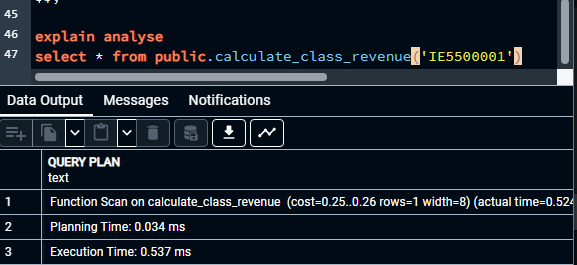 45
46 explain analyse
47 select * from public.calculate_class_revenue('IE5500001')
Data Output Messages Notifications
QUERY PLAN
text
1 Function Scan on calculate_class_revenue (cost=0.25..0.26 rows=1 width=8) (actual time=0.524
2 Planning Time: 0.034 ms
3 Execution Time: 0.537 ms